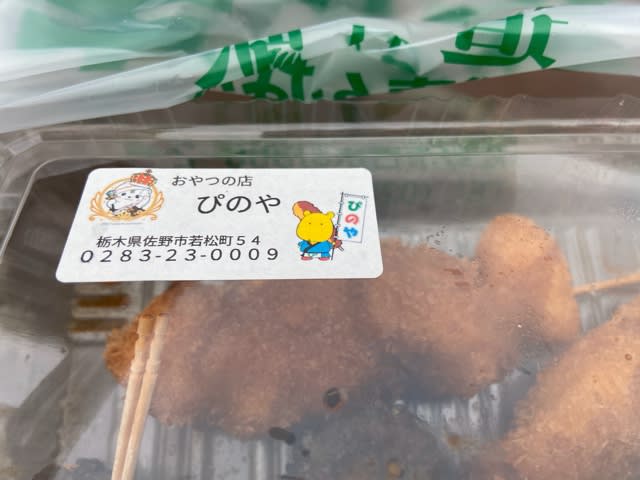 おやつの店
ぴのや
栃木県佐野市若松町５４
０２８３-２３-０００９
ぴのや